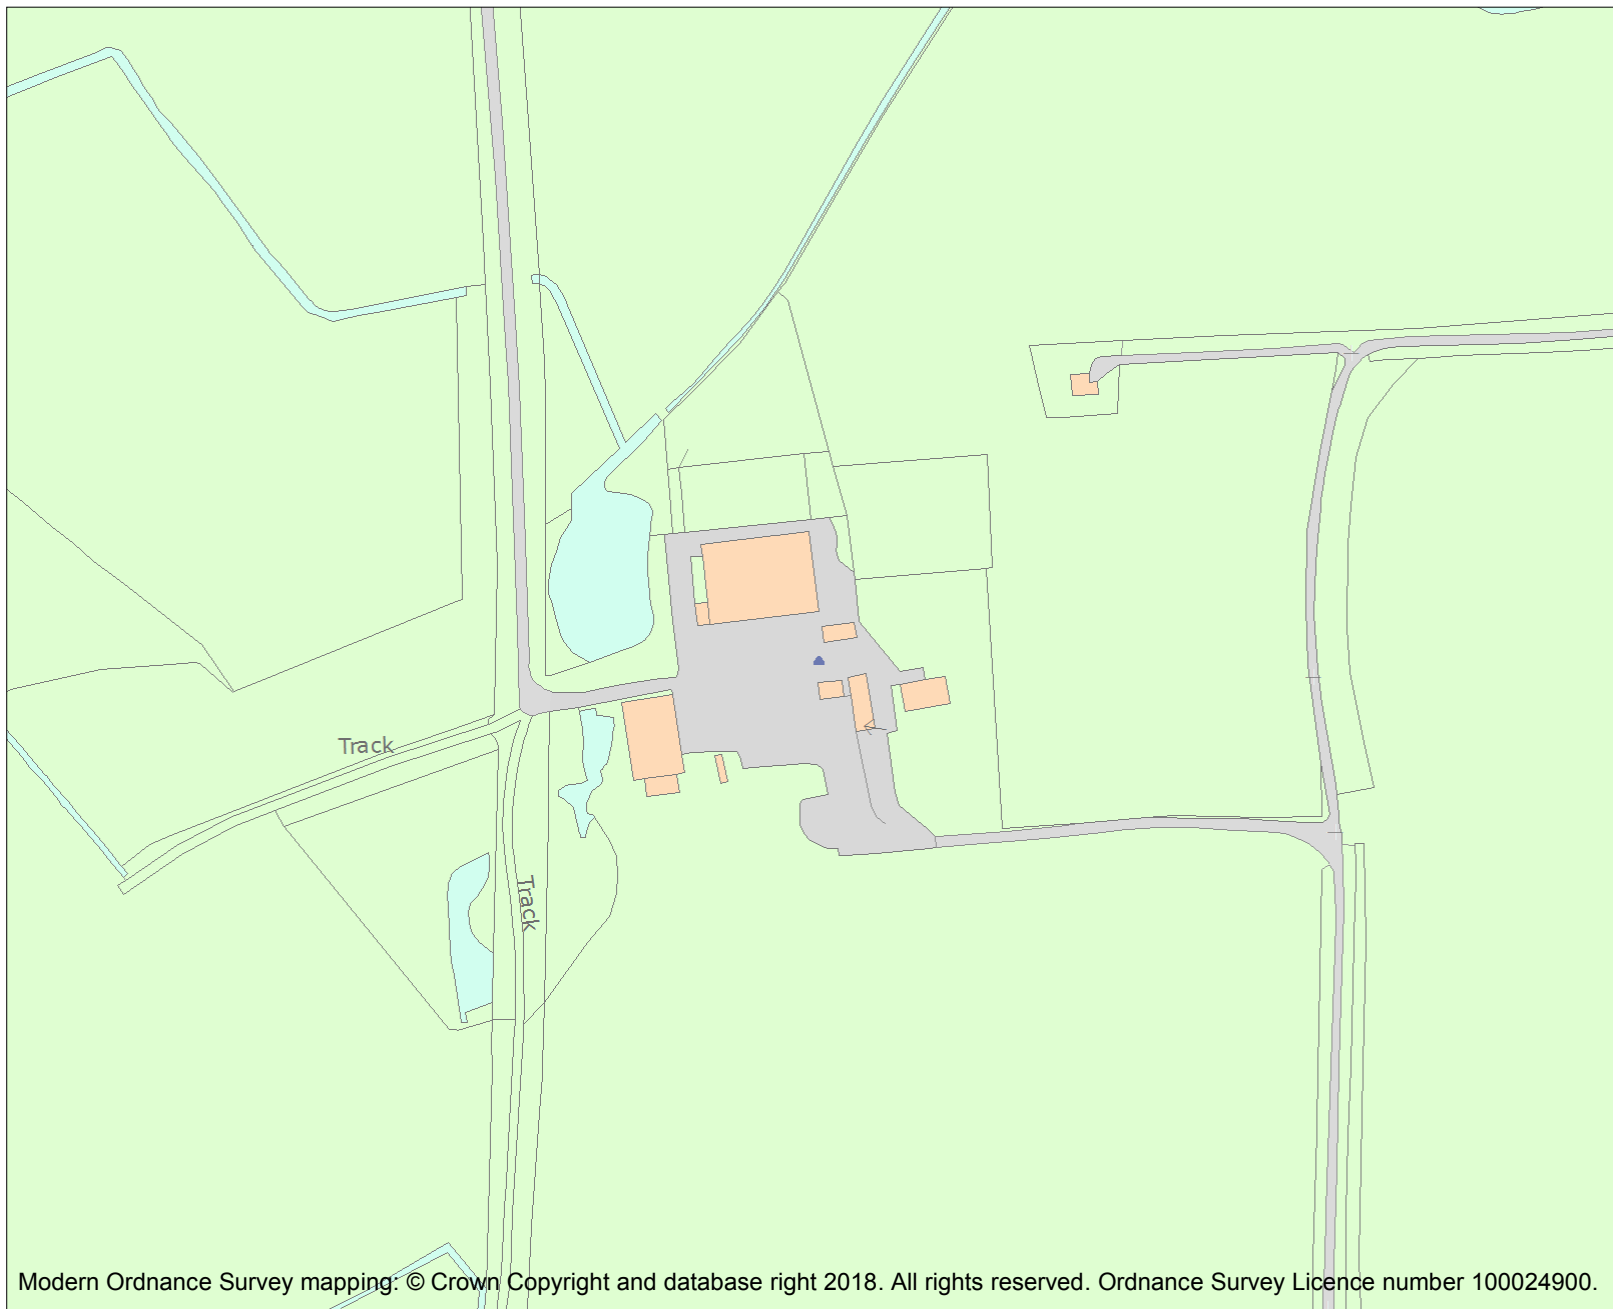 Track
Track
Modern Ordnance Survey mapping: © Crown Copyright and database right 2018. All rights reserved. Ordnance Survey Licence number 100024900.